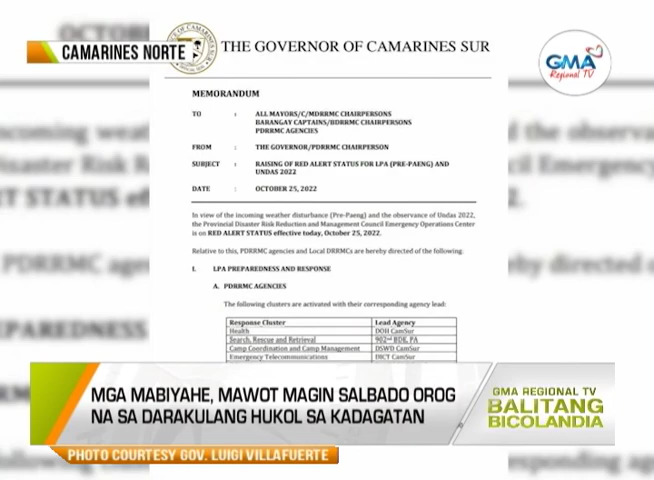 CAMARINES NORTE
THE GOVERNOR OF CAMARINES SUR
GMA
Regional TV
MEMORANDUM
TO : ALL MAYORS/C/MDRRMC CHAIRPERSONS
BARANGAY CAPTAINS/BDRRMC CHAIRPERSONS
PDRRMC AGENCIES
FROM : THE GOVERNOR/PDRRMC CHAIRPERSON
SUBJECT : RAISING OF RED ALERT STATUS FOR LPA (PRE-PAENG) AND
UNDAS 2022
DATE : OCTOBER 25, 2022
In view of the incoming weather disturbance (Pre-Paeng) and the observance of Undas 2022,
the Provincial Disaster Risk Reduction and Management Council Emergency Operations Center
is on RED ALERT STATUS effective today, October 25, 2022.
Relative to this, PDRRMC agencies and Local DRRMCs are hereby directed of the following.
I. LPA PREPAREDNESS AND RESPONSE
A. PDRRMC AGENCIES
The following clusters are activated with their corresponding agency lead:
Response Cluster Lead Agency
Health DOH CamSur
Search, Rescue and Retrieval 902nd BDE, PA
Camp Coordination and Camp Management DSWD CamSur
Emergency Telecommunications DICT CamSur
MGA MABIYAHE, MAWOT MAGIN SALBADO OROG
NA SA DARAKULANG HUKOL SA KADAGATAN
GMA REGIONAL TV
BALITANG
BICOLANDIA
PHOTO COURTESY GOV. LUIGI VILLAFUERTE